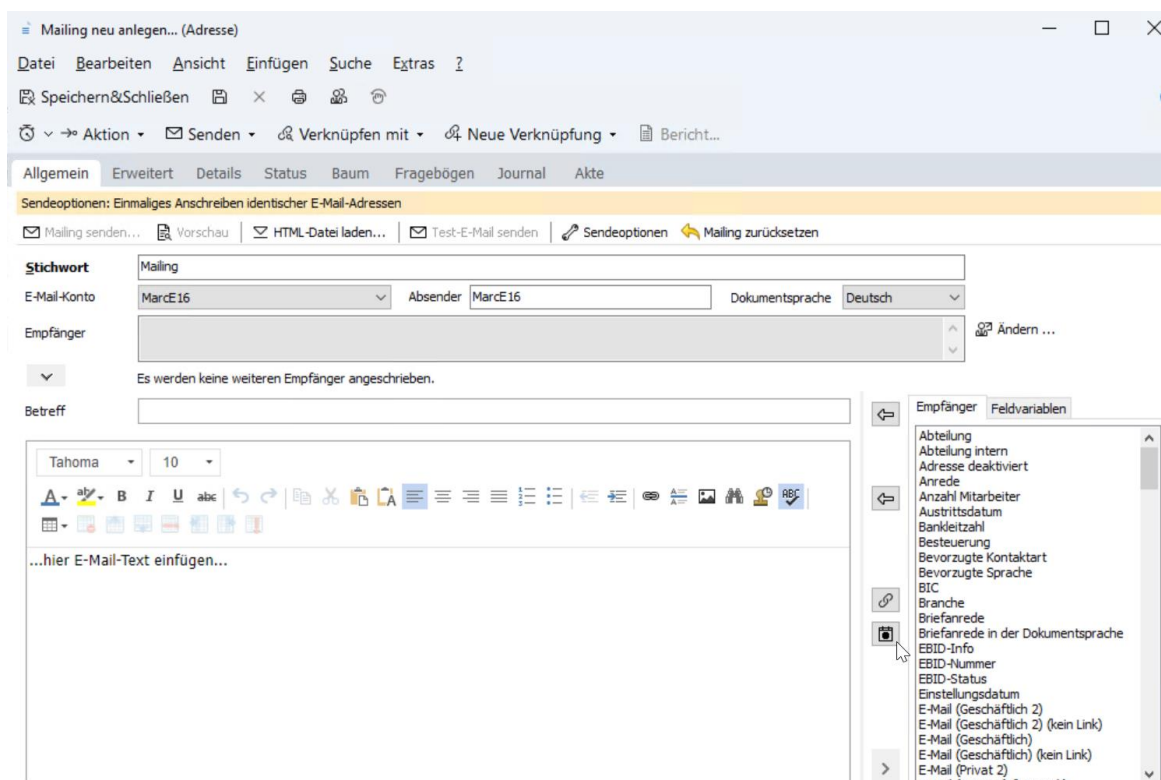 Mailing neu anlegen... (Adresse)
Datei Bearbeiten Ansicht Einfügen Suche Extras ?
Speichern&Schließen
Aktion Senden Verknüpfen mit Neue Verknüpfung Bericht...
Allgemein Erweitert Details Status Baum Fragebögen Journal Akte
Sendeoptionen: Einmaliges Anschreiben identischer E-Mail-Adressen
Mailing senden... Vorschau HTML-Datei laden... Test-E-Mail senden Sendeoptionen Mailing zurücksetzen
Stichwort Mailing
E-Mail-Konto MarcE16 Absender MarcE16 Dokumentsprache Deutsch
Empfänger Ändern ...
Es werden keine weiteren Empfänger angeschrieben.
Betreff
Empfänger Feldvariablen
Tahoma 10
A aby B I U abc ABC
...hier E-Mail-Text einfügen...
Abteilung
Abteilung intern
Adresse deaktiviert
Anrede
Anzahl Mitarbeiter
Austrittsdatum
Bankleitzahl
Besteuerung
Bevorzugte Kontaktart
Bevorzugte Sprache
BIC
Branche
Briefanrede
Briefanrede in der Dokumentsprache
EBID-Info
EBID-Nummer
EBID-Status
Einstellungsdatum
E-Mail (Geschäftlich 2)
E-Mail (Geschäftlich 2) (kein Link)
E-Mail (Geschäftlich)
E-Mail (Geschäftlich) (kein Link)
E-Mail (Privat 2)